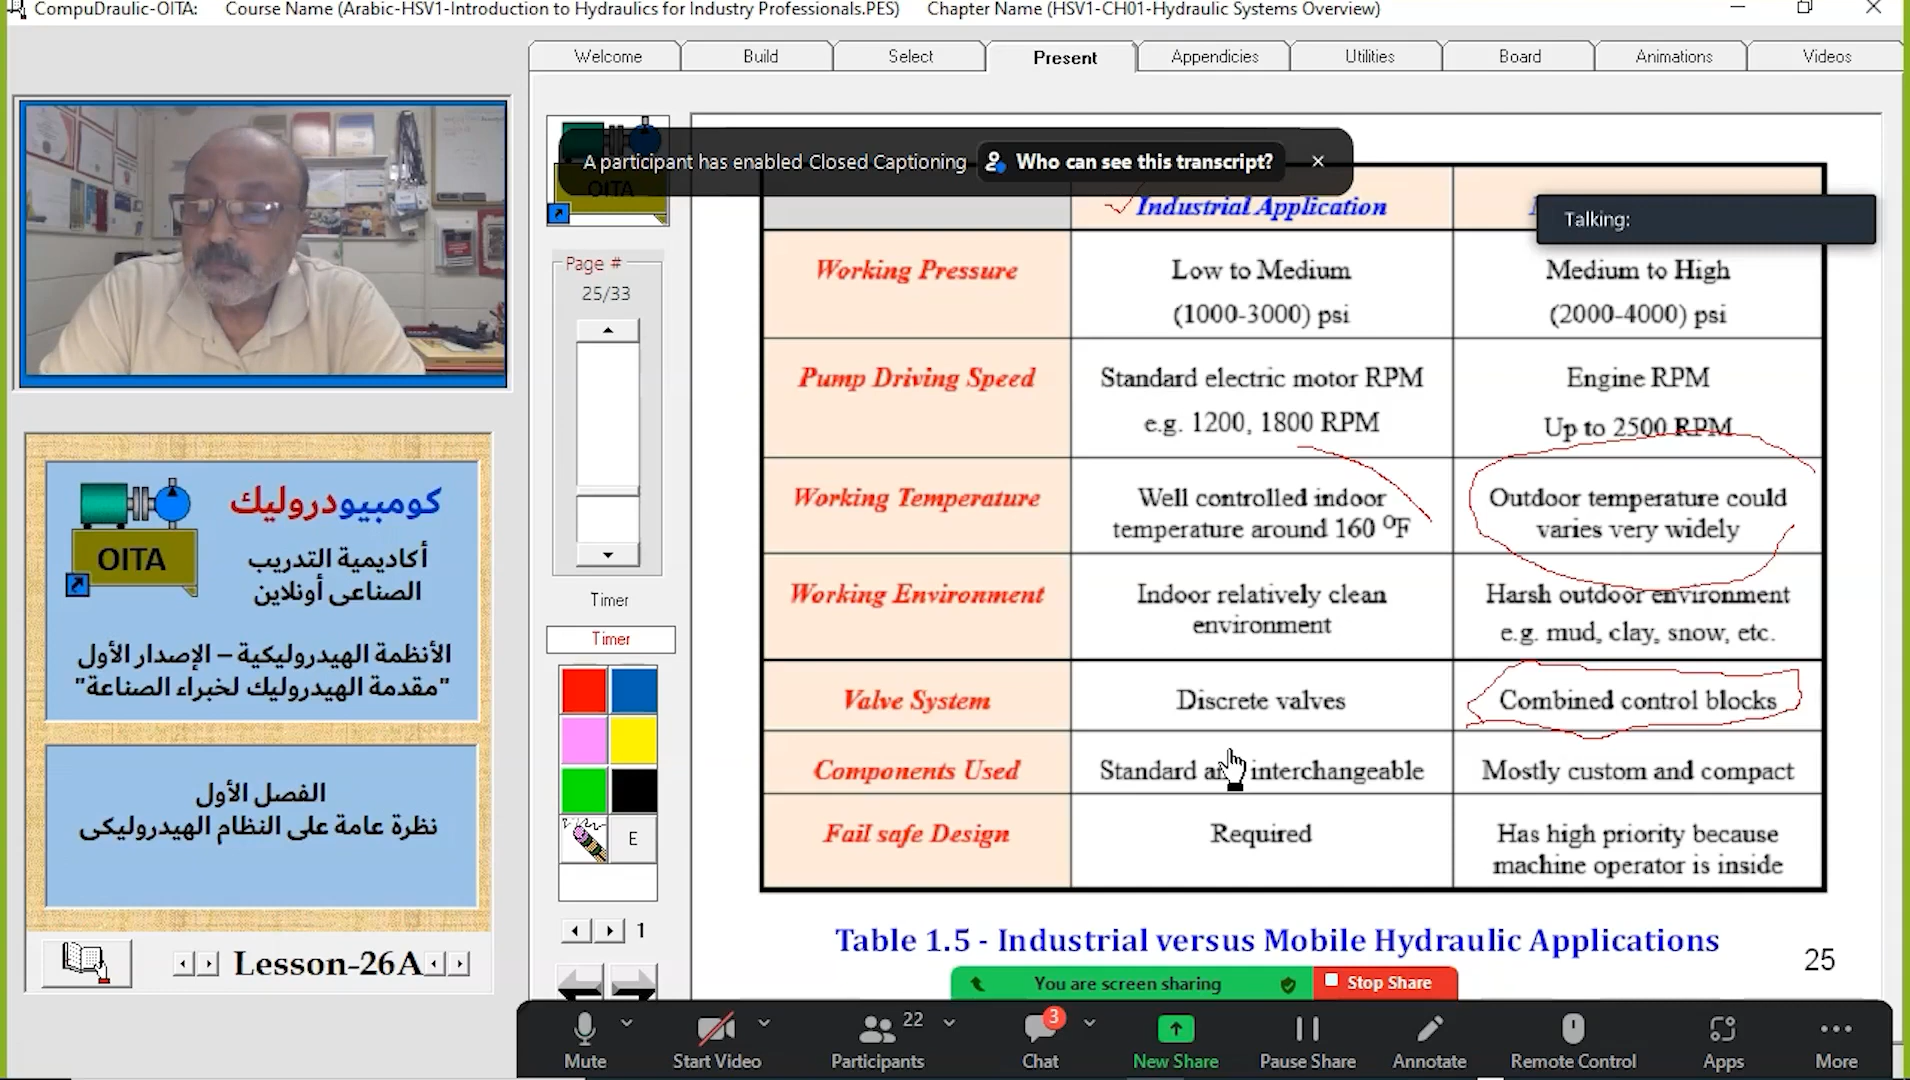 CompuDraulic-OITA: Course Name (Arabic-HSV1-Introduction to Hydraulics for Industry Professionals.PES) Chapter Name (HSV1-CH01-Hydraulic Systems Overview)
Welcome Build Select Present Appendicies Utilities Board Animations Videos
A participant has enabled Closed Captioning Who can see this transcript?
OITA
Talking:
Industrial Application
Page #
25/33
Working Pressure
Low to Medium
(1000-3000) psi
Medium to High
(2000-4000) psi
Pump Driving Speed
Standard electric motor RPM
e.g. 1200, 1800 RPM
Engine RPM
Up to 2500 RPM
Working Temperature
Well controlled indoor
temperature around 160 ⁰F
Outdoor temperature could
varies very widely
Working Environment
Indoor relatively clean
environment
Harsh outdoor environment
e.g. mud, clay, snow, etc.
Valve System
Discrete valves
Combined control blocks
Components Used
Standard and interchangeable
Mostly custom and compact
Fail safe Design
Required
Has high priority because
machine operator is inside
Table 1.5 - Industrial versus Mobile Hydraulic Applications
25
Timer
Timer
E
1
كومبيودروليك
OITA
أكاديمية التدريب
الصناعى أونلاين
الأنظمة الهيدروليكية – الإصدار الأول
"مقدمة الهيدروليك لخبراء الصناعة"
الفصل الأول
نظرة عامة على النظام الهيدروليكى
Lesson-26A
You are screen sharing Stop Share
22
3
Mute Start Video Participants Chat New Share Pause Share Annotate Remote Control Apps More